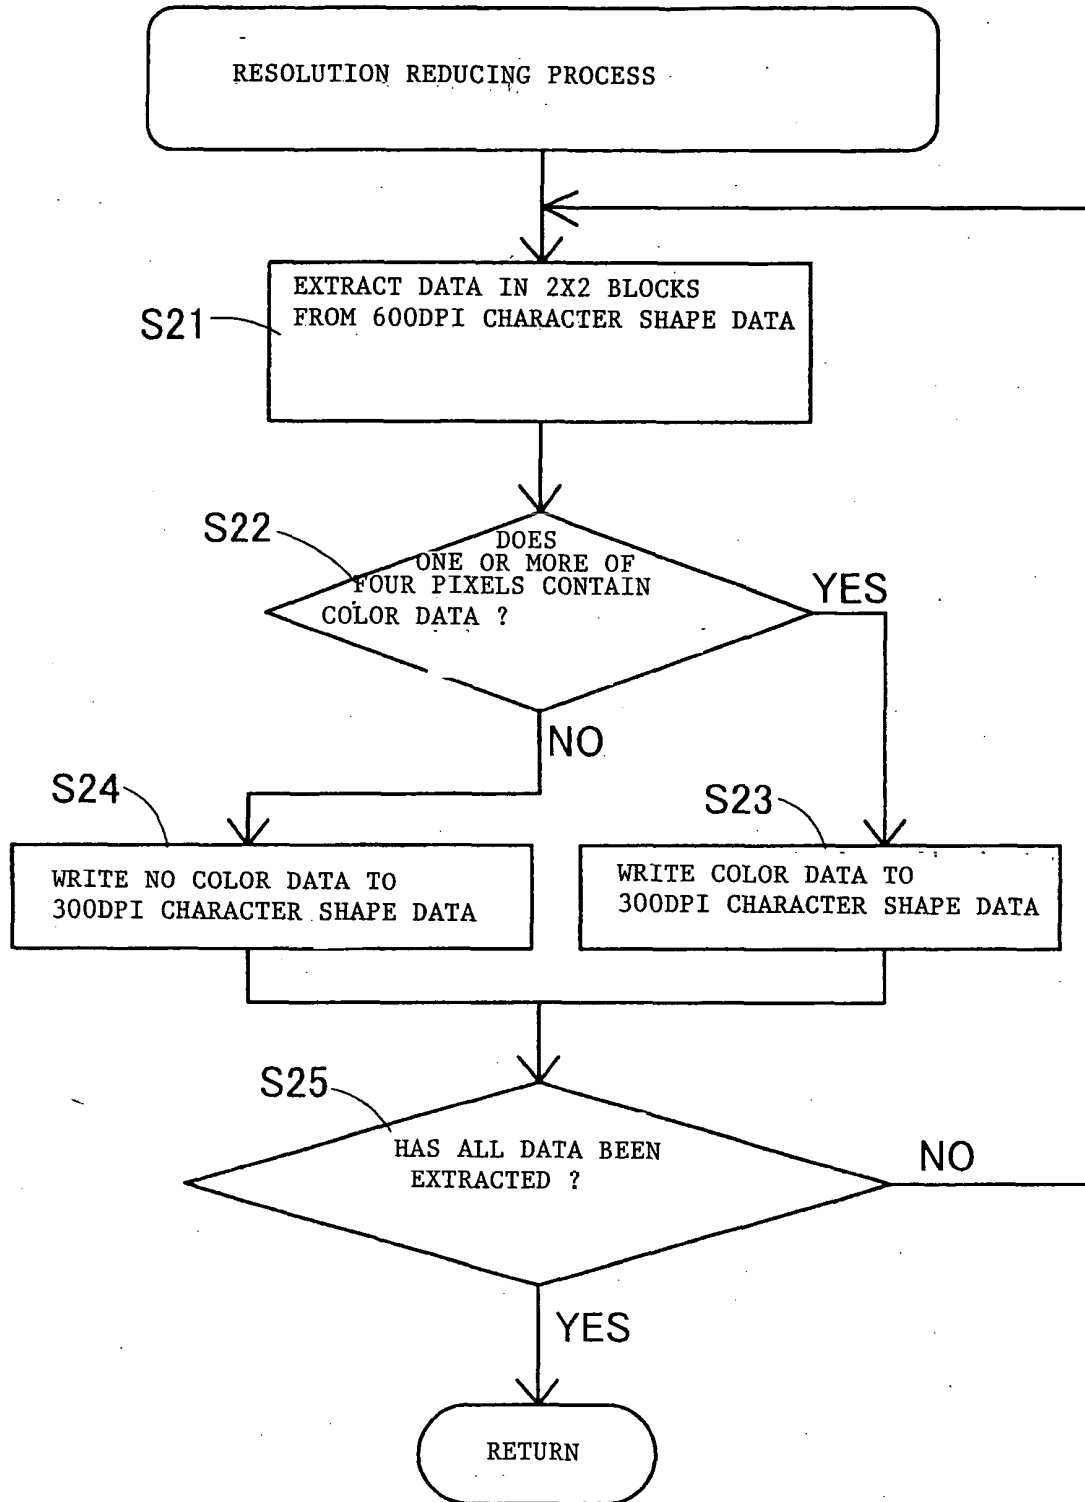 RESOLUTION REDUCING PROCESS
S21
EXTRACT DATA IN 2X2 BLOCKS
FROM 600DPI CHARACTER SHAPE DATA
S22
DOES
ONE OR MORE OF
FOUR PIXELS CONTAIN
COLOR DATA ?
YES
NO
S24
WRITE NO COLOR DATA TO
300DPI CHARACTER SHAPE DATA
S23
WRITE COLOR DATA TO
300DPI CHARACTER SHAPE DATA
S25
HAS ALL DATA BEEN
EXTRACTED ?
NO
YES
RETURN